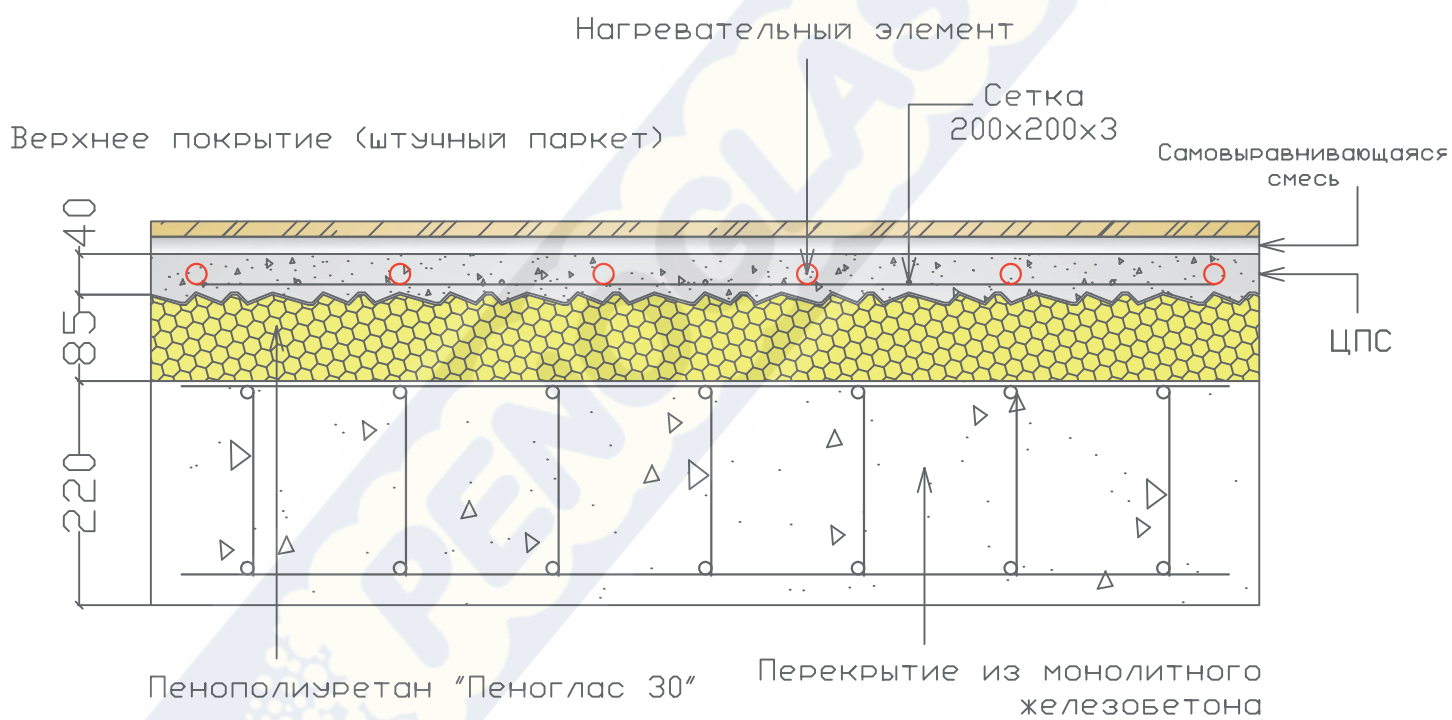 Нагревательный элемент
Сетка
200х200х3
Верхнее покрытие (штучный паркет)
Самовыравнивающаяся
смесь
40
85
220
ЦПС
PENOGLAS
Пенополиуретан "Пеноглас 30"
Перекрытие из монолитного
железобетона